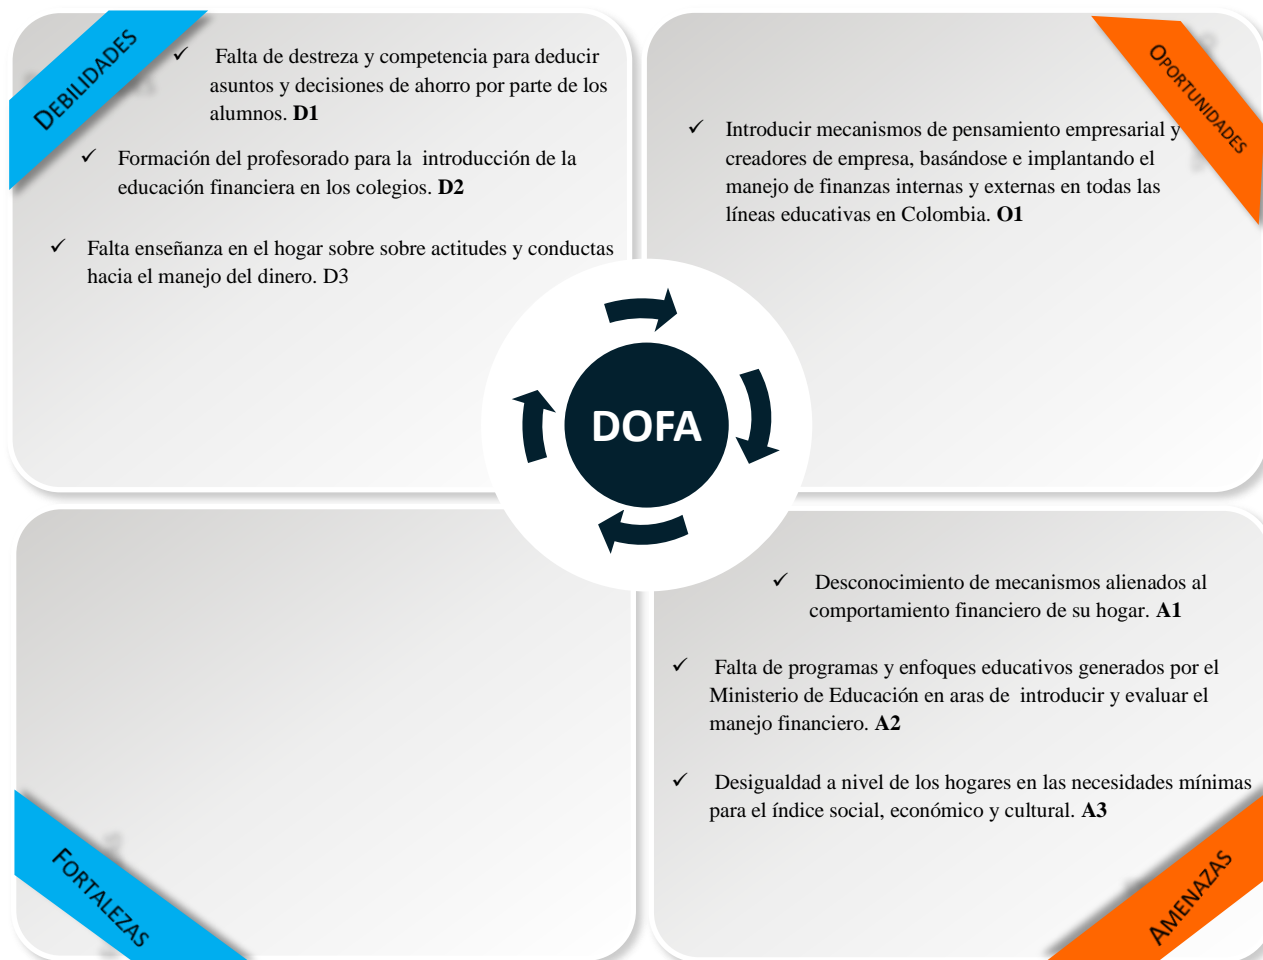 DEBILIDADES
✓ Falta de destreza y competencia para deducir
asuntos y decisiones de ahorro por parte de los
alumnos. D1
✓ Formación del profesorado para la introducción de la
educación financiera en los colegios. D2
✓ Falta enseñanza en el hogar sobre sobre actitudes y conductas
hacia el manejo del dinero. D3
OPORTUNIDADES
✓ Introducir mecanismos de pensamiento empresarial y
creadores de empresa, basándose e implantando el
manejo de finanzas internas y externas en todas las
líneas educativas en Colombia. O1
DOFA
FORTALEZAS
✓ Desconocimiento de mecanismos alienados al
comportamiento financiero de su hogar. A1
✓ Falta de programas y enfoques educativos generados por el
Ministerio de Educación en aras de introducir y evaluar el
manejo financiero. A2
✓ Desigualdad a nivel de los hogares en las necesidades mínimas
para el índice social, económico y cultural. A3
AMENAZAS